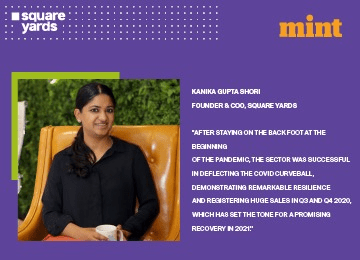 square
yards
mint
KANIKA GUPTA SHORI
FOUNDER & COO, SQUARE YARDS
"AFTER STAYING ON THE BACK FOOT AT THE
BEGINNING
OF THE PANDEMIC, THE SECTOR WAS SUCCESSFUL
IN DEFLECTING THE COVID CURVEBALL,
DEMONSTRATING REMARKABLE RESILIENCE
AND REGISTERING HUGE SALES IN Q3 AND Q4 2020,
WHICH HAS SET THE TONE FOR A PROMISING
RECOVERY IN 2021."